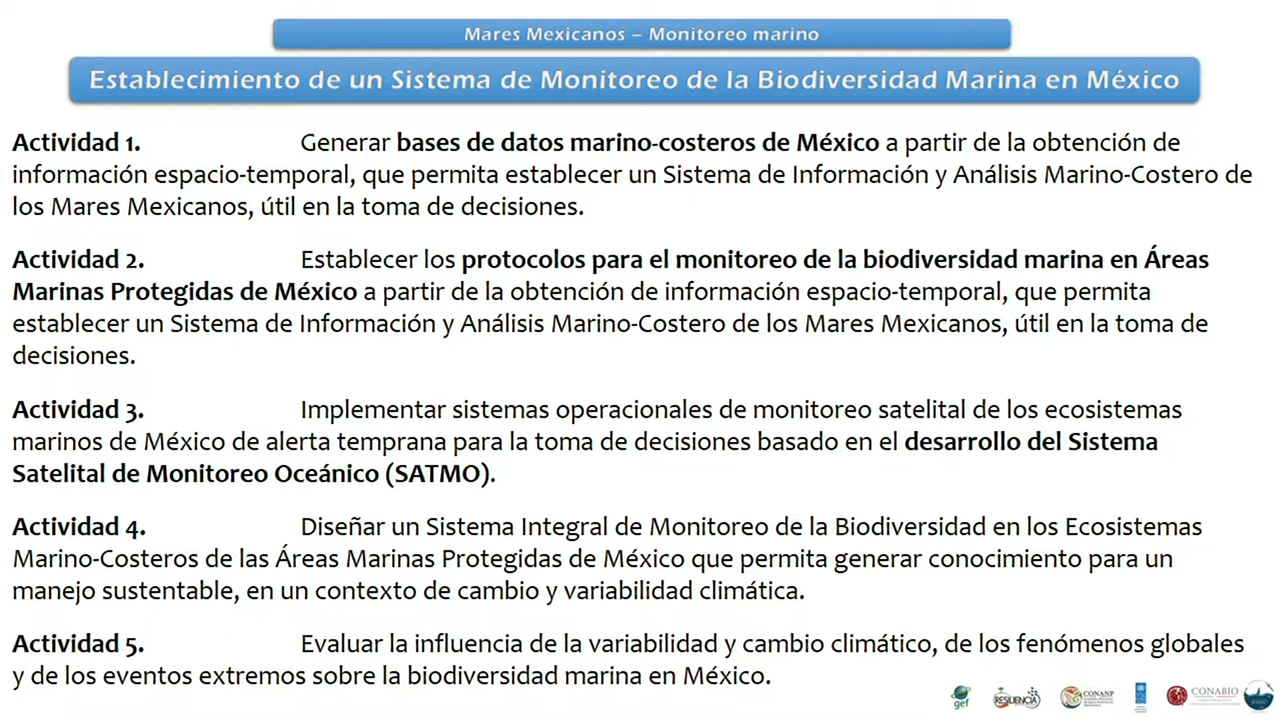 Mares Mexicanos – Monitoreo marino
Establecimiento de un Sistema de Monitoreo de la Biodiversidad Marina en México
Actividad 1. Generar bases de datos marino-costeros de México a partir de la obtención de
información espacio-temporal, que permita establecer un Sistema de Información y Análisis Marino-Costero de
los Mares Mexicanos, útil en la toma de decisiones.
Actividad 2. Establecer los protocolos para el monitoreo de la biodiversidad marina en Áreas
Marinas Protegidas de México a partir de la obtención de información espacio-temporal, que permita
establecer un Sistema de Información y Análisis Marino-Costero de los Mares Mexicanos, útil en la toma de
decisiones.
Actividad 3. Implementar sistemas operacionales de monitoreo satelital de los ecosistemas
marinos de México de alerta temprana para la toma de decisiones basado en el desarrollo del Sistema
Satelital de Monitoreo Oceánico (SATMO).
Actividad 4. Diseñar un Sistema Integral de Monitoreo de la Biodiversidad en los Ecosistemas
Marino-Costeros de las Áreas Marinas Protegidas de México que permita generar conocimiento para un
manejo sustentable, en un contexto de cambio y variabilidad climática.
Actividad 5. Evaluar la influencia de la variabilidad y cambio climático, de los fenómenos globales
y de los eventos extremos sobre la biodiversidad marina en México.
gef RESILIENCIA CONANP CONABIO